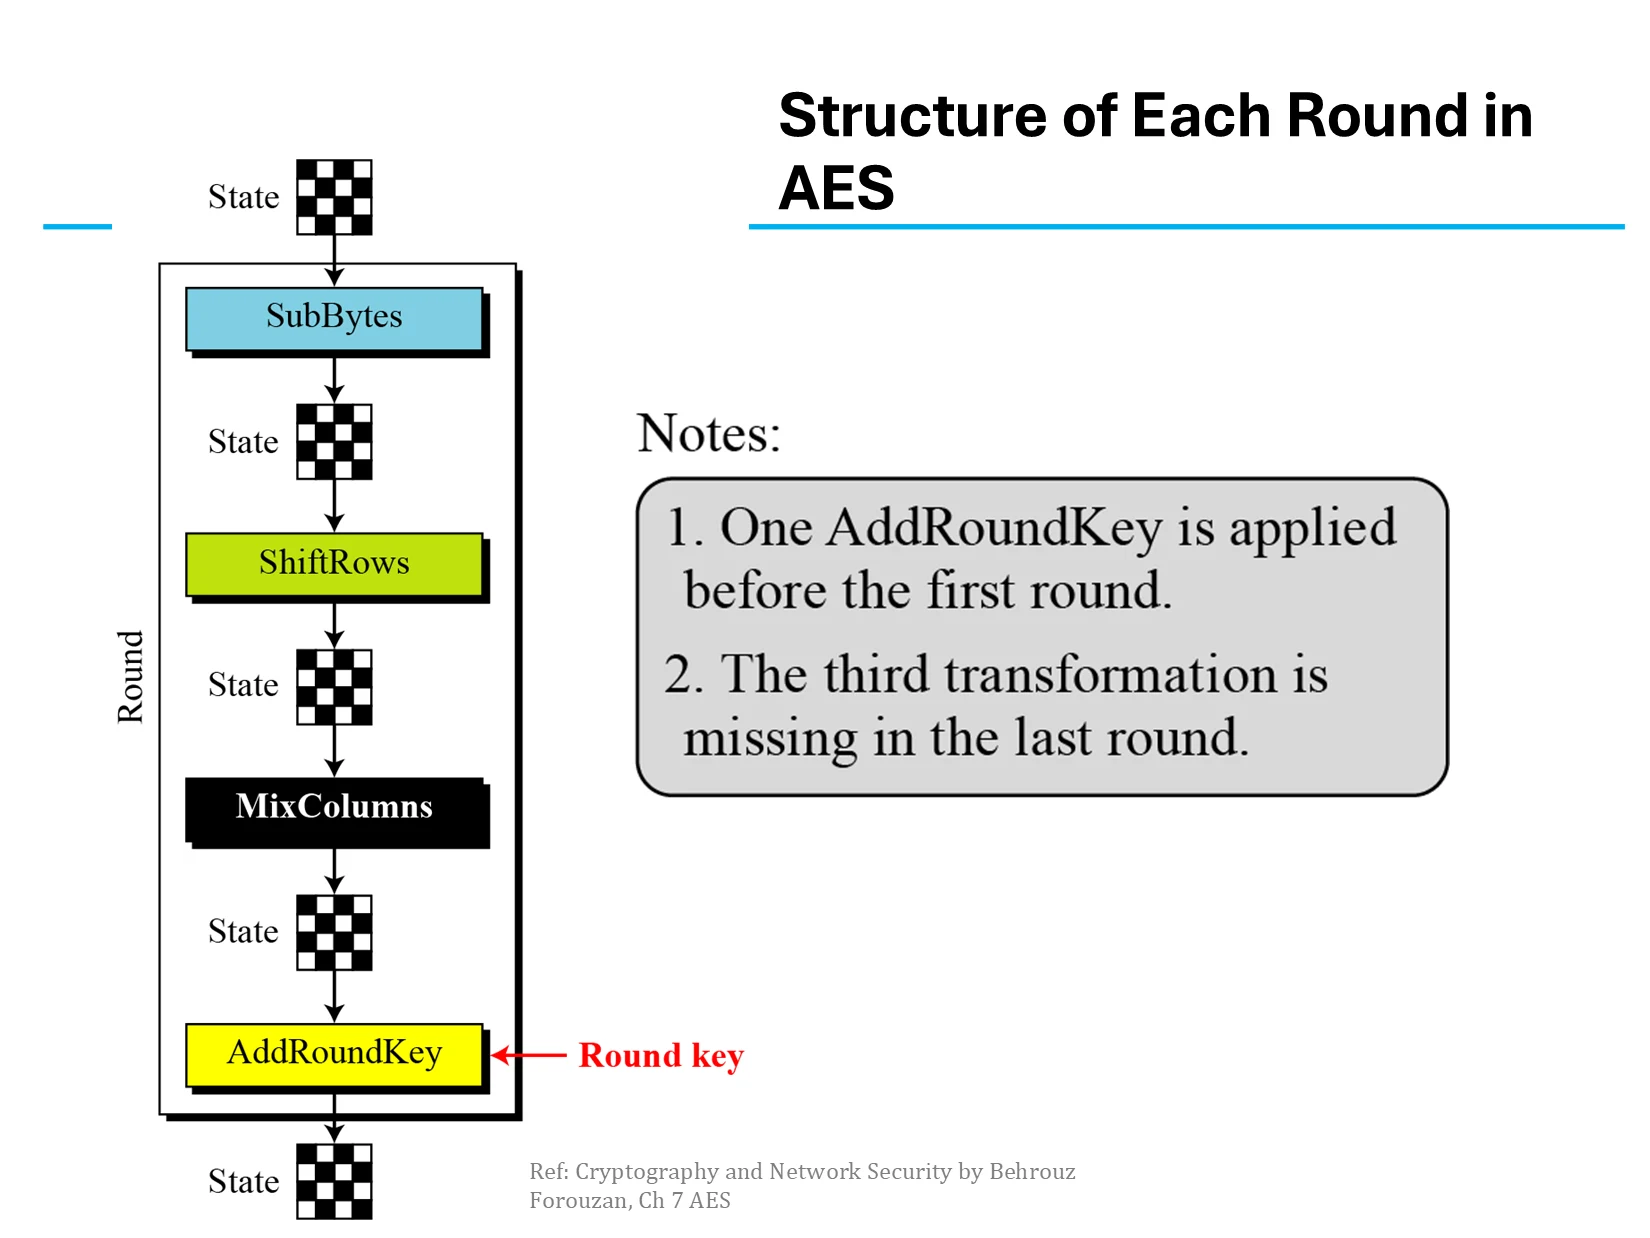 Structure of Each Round in
AES
State
SubBytes
State
ShiftRows
State
Round
MixColumns
State
AddRoundKey
Round key
State
Notes:
1. One AddRoundKey is applied
before the first round.
2. The third transformation is
missing in the last round.
Ref: Cryptography and Network Security by Behrouz
Forouzan, Ch 7 AES